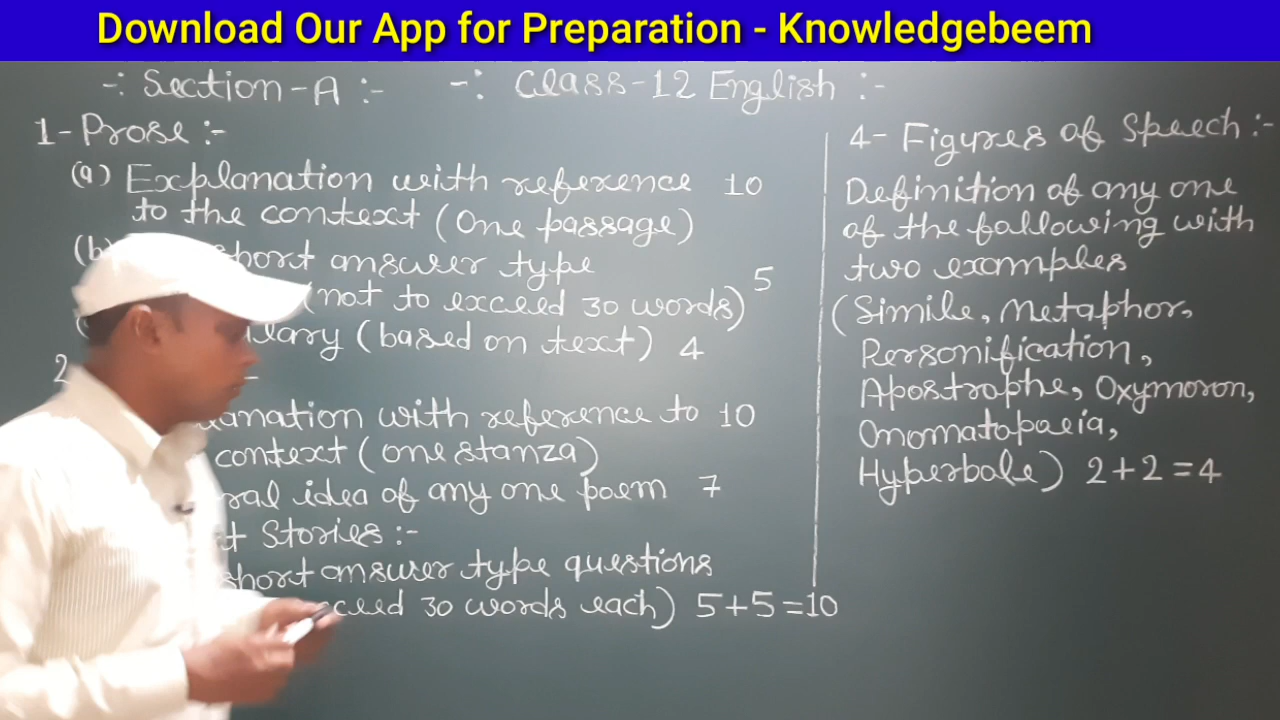 Download Our App for Preparation - Knowledgebeem
-: Section-A :-
-: Class-12 English :-
1- Prose :-
(a) Explanation with reference 10
to the context (One passage)
(b) short answer type
(not to exceed 30 words) 5
(based on text) 4
2
with reference to 10
context (one stanza)
idea of any one poem 7
Stories :-
short answer type questions
30 words each) 5+5=10
4- Figures of Speech :-
Definition of any one
of the following with
two examples
(Simile, Metaphor,
Personification,
Apostrophe, Oxymoron,
Onomatopoeia,
Hyperbole) 2+2=4